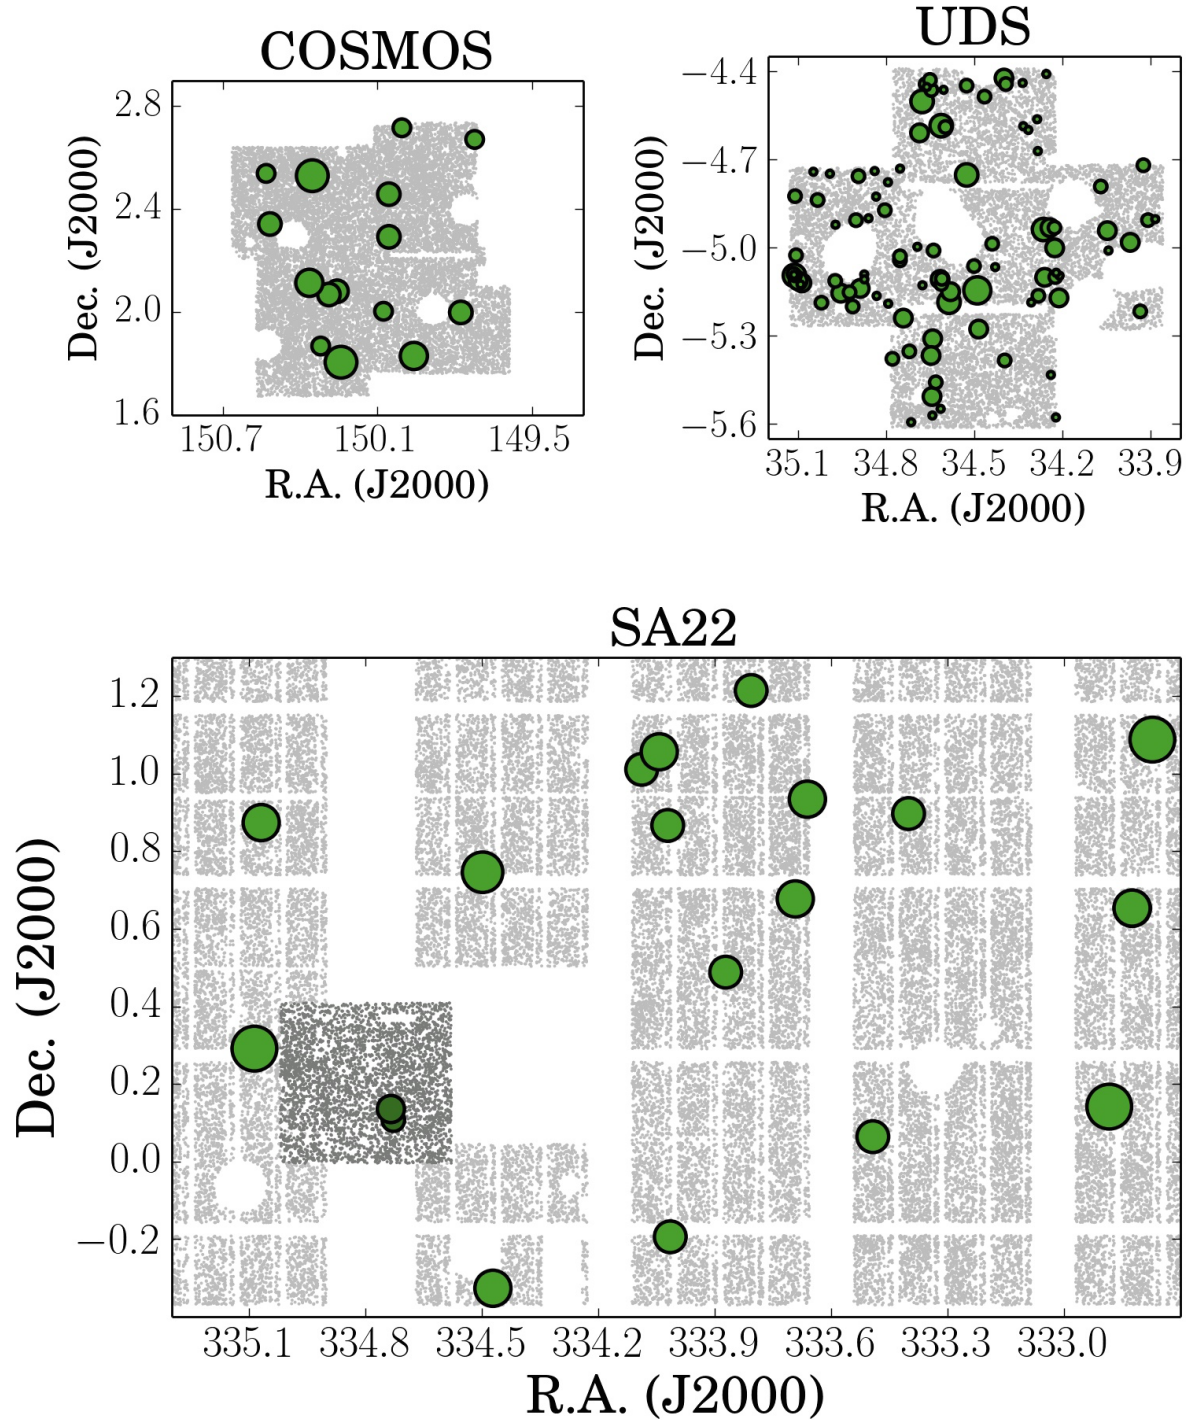 COSMOS
2.8
2.4
2.0
1.6
Dec. (J2000)
150.7 150.1 149.5
R.A. (J2000)
UDS
−4.4
−4.7
−5.0
−5.3
−5.6
Dec. (J2000)
35.1 34.8 34.5 34.2 33.9
R.A. (J2000)
SA22
1.2
1.0
0.8
0.6
0.4
0.2
0.0
−0.2
Dec. (J2000)
335.1 334.8 334.5 334.2 333.9 333.6 333.3 333.0
R.A. (J2000)